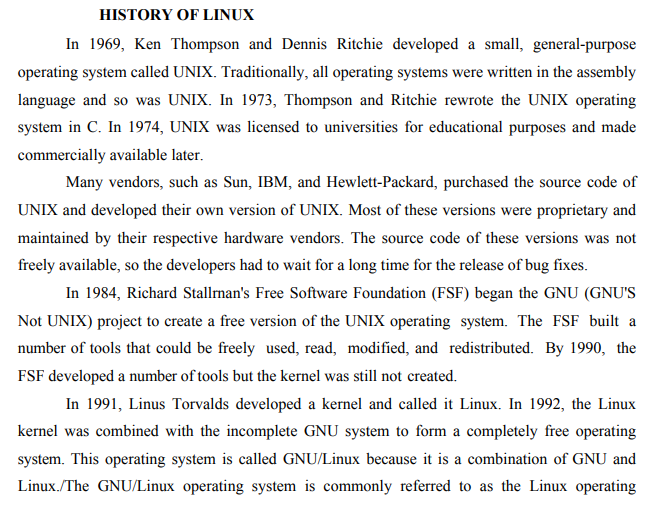 HISTORY OF LINUX
In 1969, Ken Thompson and Dennis Ritchie developed a small, general-purpose
operating system called UNIX. Traditionally, all operating systems were written in the assembly
language and so was UNIX. In 1973, Thompson and Ritchie rewrote the UNIX operating
system in C. In 1974, UNIX was licensed to universities for educational purposes and made
commercially available later.
Many vendors, such as Sun, IBM, and Hewlett-Packard, purchased the source code of
UNIX and developed their own version of UNIX. Most of these versions were proprietary and
maintained by their respective hardware vendors. The source code of these versions was not
freely available, so the developers had to wait for a long time for the release of bug fixes.
In 1984, Richard Stallrnan's Free Software Foundation (FSF) began the GNU (GNU'S
Not UNIX) project to create a free version of the UNIX operating system. The FSF built a
number of tools that could be freely used, read, modified, and redistributed. By 1990, the
FSF developed a number of tools but the kernel was still not created.
In 1991, Linus Torvalds developed a kernel and called it Linux. In 1992, the Linux
kernel was combined with the incomplete GNU system to form a completely free operating
system. This operating system is called GNU/Linux because it is a combination of GNU and
Linux./The GNU/Linux operating system is commonly referred to as the Linux operating